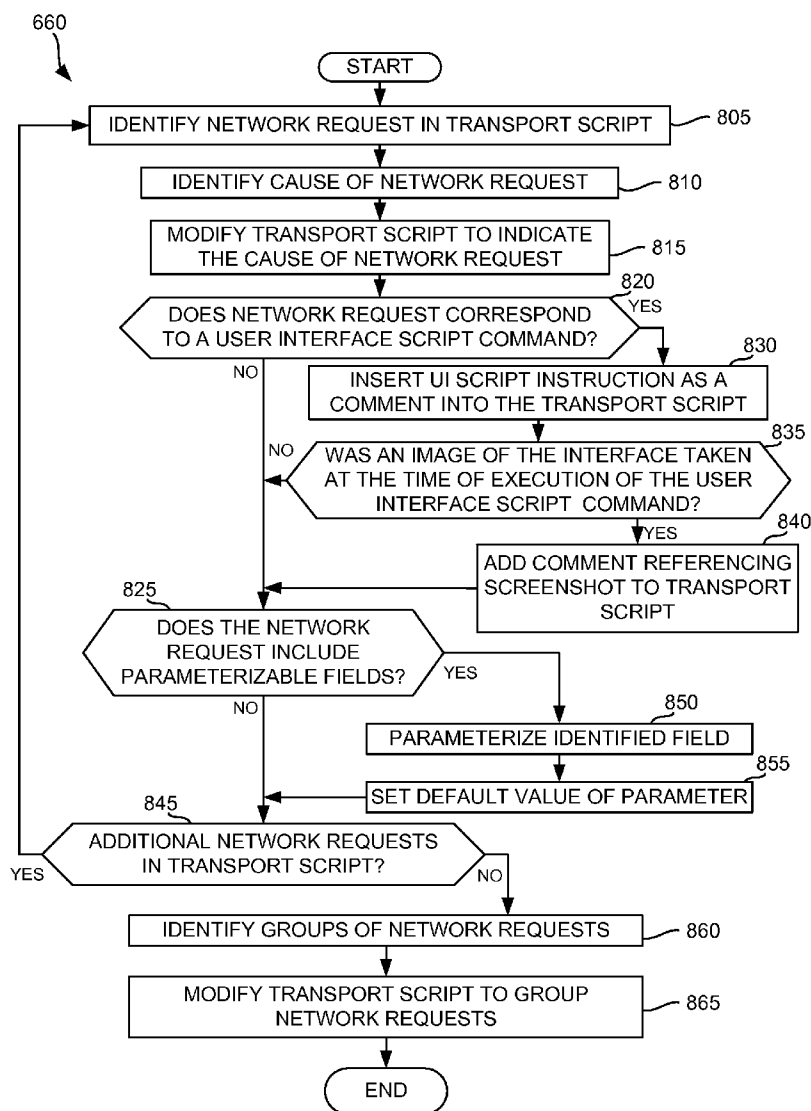 660
START
IDENTIFY NETWORK REQUEST IN TRANSPORT SCRIPT
805
IDENTIFY CAUSE OF NETWORK REQUEST
810
MODIFY TRANSPORT SCRIPT TO INDICATE
THE CAUSE OF NETWORK REQUEST
815
820
DOES NETWORK REQUEST CORRESPOND
TO A USER INTERFACE SCRIPT COMMAND?
YES
NO
830
INSERT UI SCRIPT INSTRUCTION AS A
COMMENT INTO THE TRANSPORT SCRIPT
835
WAS AN IMAGE OF THE INTERFACE TAKEN
AT THE TIME OF EXECUTION OF THE USER
INTERFACE SCRIPT COMMAND?
NO
YES
840
ADD COMMENT REFERENCING
SCREENSHOT TO TRANSPORT
SCRIPT
825
DOES THE NETWORK
REQUEST INCLUDE
PARAMETERIZABLE FIELDS?
YES
NO
850
PARAMETERIZE IDENTIFIED FIELD
855
SET DEFAULT VALUE OF PARAMETER
845
ADDITIONAL NETWORK REQUESTS
IN TRANSPORT SCRIPT?
YES
NO
IDENTIFY GROUPS OF NETWORK REQUESTS
860
MODIFY TRANSPORT SCRIPT TO GROUP
NETWORK REQUESTS
865
END